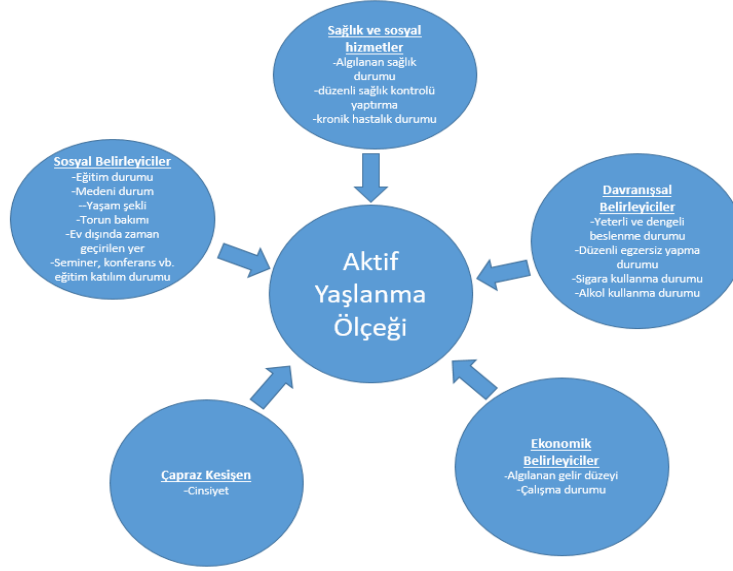 Sağlık ve sosyal
hizmetler
-Algılanan sağlık
durumu
-düzenli sağlık kontrolü
yaptırma
-kronik hastalık durumu
Sosyal Belirleyiciler
-Eğitim durumu
-Medeni durum
--Yaşam şekli
-Torun bakımı
-Ev dışında zaman
geçirilen yer
-Seminer, konferans vb.
eğitim katılım durumu
Davranışsal
Belirleyiciler
-Yeterli ve dengeli
beslenme durumu
-Düzenli egzersiz yapma
durumu
-Sigara kullanma durumu
-Alkol kullanma durumu
Aktif
Yaşlanma
Ölçeği
Çapraz Kesişen
-Cinsiyet
Ekonomik
Belirleyiciler
-Algılanan gelir düzeyi
-Çalışma durumu